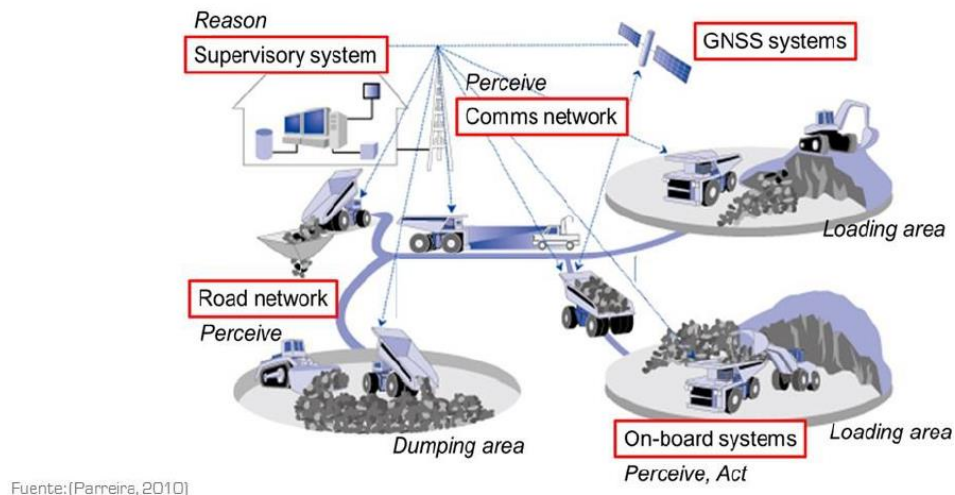 Reason
Supervisory system
GNSS systems
Perceive
Comms network
Loading area
Road network
Perceive
Dumping area
On-board systems
Loading area
Perceive, Act
Fuente:(Parreira, 2010)